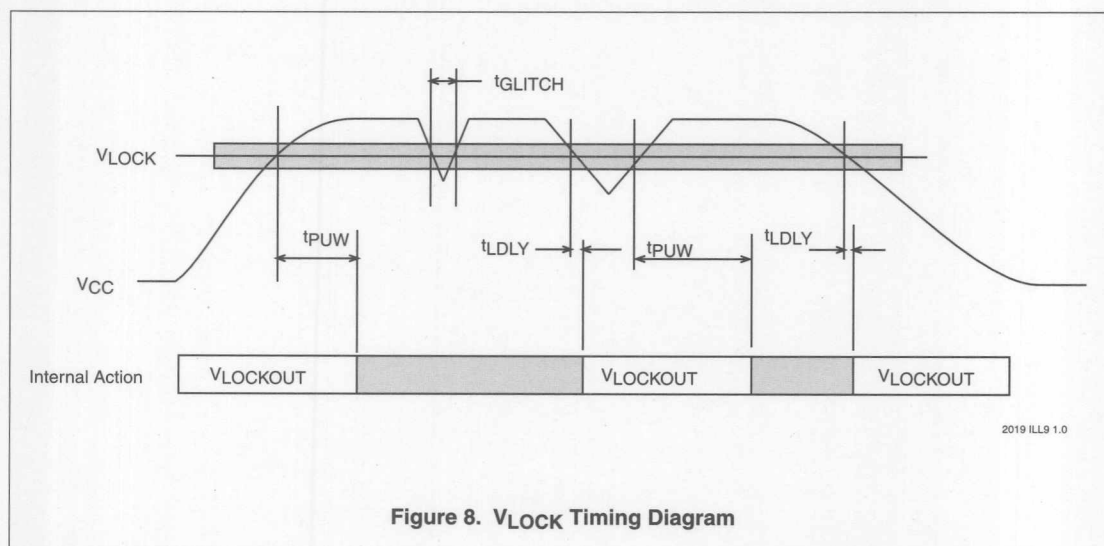 tGLITCH
VLOCK
tPUW
tLDLY
tPUW
tLDLY
VCC
Internal Action
VLOCKOUT
VLOCKOUT
VLOCKOUT
2019 ILL9 1.0
Figure 8. VLOCK Timing Diagram